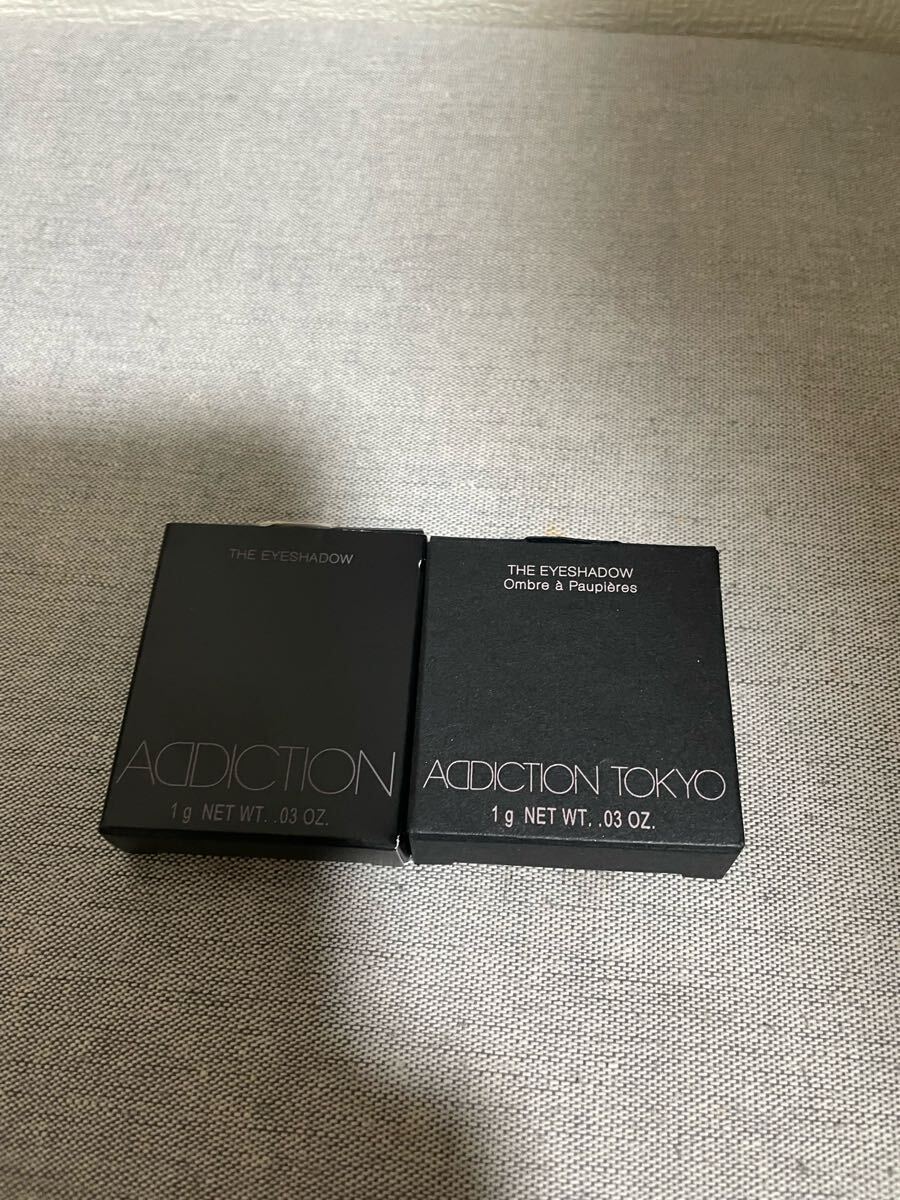 THE EYESHADOW
ADDICTION
1 g NET WT. .03 OZ.
THE EYESHADOW
Ombre à Paupières
ADDICTION TOKYO
1 g NET WT. .03 OZ.